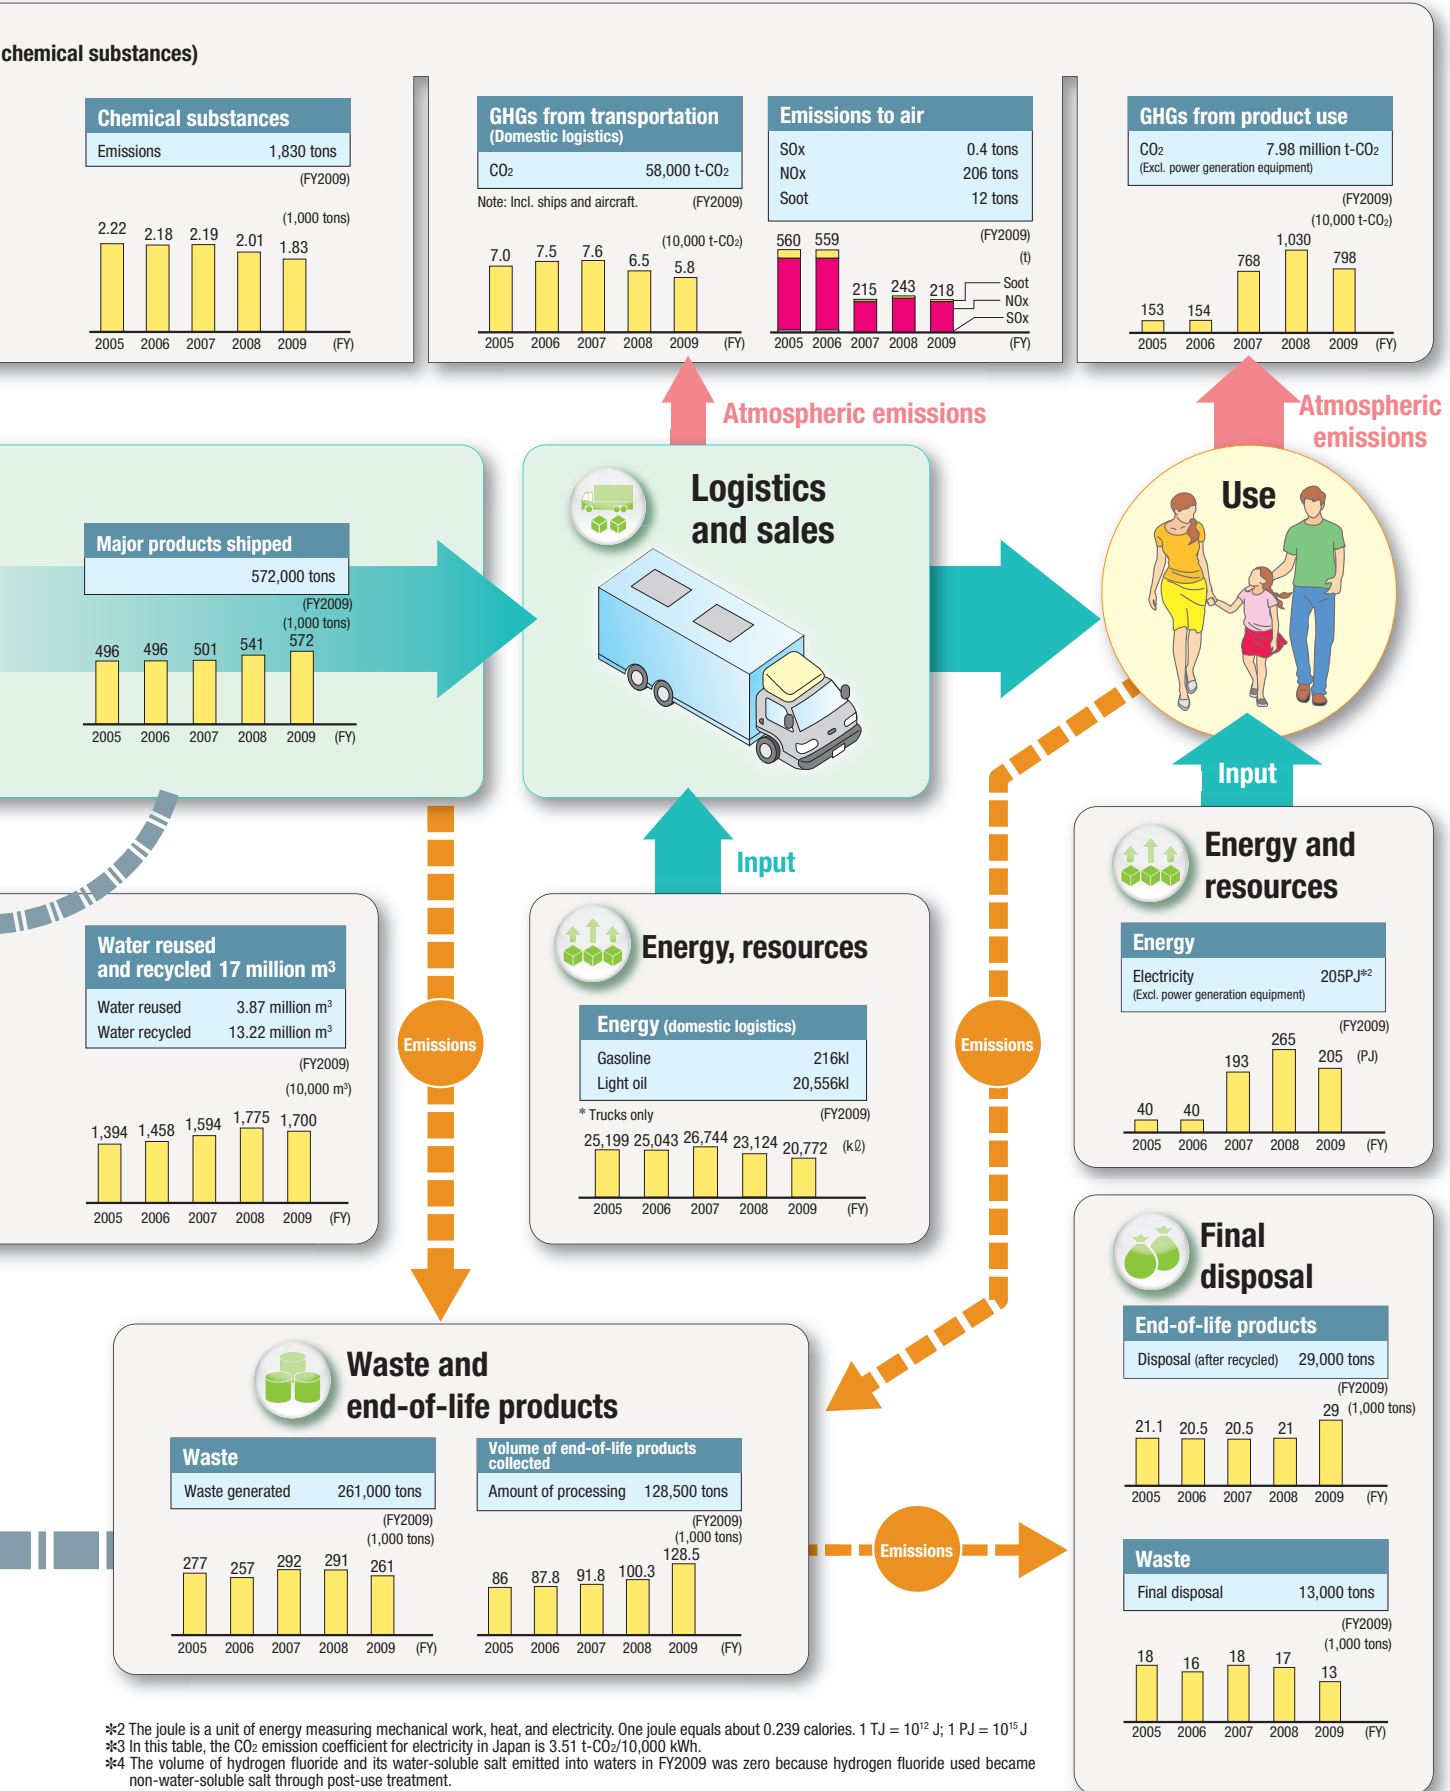 chemical substances)
Chemical substances
Emissions 1,830 tons
(FY2009)
(1,000 tons)
2.22 2.18 2.19 2.01 1.83
2005 2006 2007 2008 2009 (FY)
GHGs from transportation
(Domestic logistics)
CO2 58,000 t-CO2
Note: Incl. ships and aircraft. (FY2009)
(10,000 t-CO2)
7.0 7.5 7.6 6.5 5.8
2005 2006 2007 2008 2009 (FY)
Emissions to air
SOx 0.4 tons
NOx 206 tons
Soot 12 tons
(FY2009)
(t)
560 559 215 243 218
Soot
NOx
SOx
2005 2006 2007 2008 2009 (FY)
GHGs from product use
CO2 7.98 million t-CO2
(Excl. power generation equipment)
(FY2009)
(10,000 t-CO2)
153 154 768 1,030 798
2005 2006 2007 2008 2009 (FY)
Atmospheric emissions
Atmospheric
emissions
Major products shipped
572,000 tons
(FY2009)
(1,000 tons)
496 496 501 541 572
2005 2006 2007 2008 2009 (FY)
Logistics
and sales
Use
Input
Input
Water reused
and recycled 17 million m3
Water reused 3.87 million m3
Water recycled 13.22 million m3
(FY2009)
(10,000 m3)
1,394 1,458 1,594 1,775 1,700
2005 2006 2007 2008 2009 (FY)
Emissions
Energy, resources
Energy (domestic logistics)
Gasoline 216kl
Light oil 20,556kl
* Trucks only (FY2009)
25,199 25,043 26,744 23,124 20,772 (kℓ)
2005 2006 2007 2008 2009 (FY)
Emissions
Energy and
resources
Energy
Electricity 205PJ*2
(Excl. power generation equipment)
(FY2009)
40 40 193 265 205 (PJ)
2005 2006 2007 2008 2009 (FY)
Waste and
end-of-life products
Waste
Waste generated 261,000 tons
(FY2009)
(1,000 tons)
277 257 292 291 261
2005 2006 2007 2008 2009 (FY)
Volume of end-of-life products
collected
Amount of processing 128,500 tons
(FY2009)
(1,000 tons)
86 87.8 91.8 100.3 128.5
2005 2006 2007 2008 2009 (FY)
Emissions
Final
disposal
End-of-life products
Disposal (after recycled) 29,000 tons
(FY2009)
(1,000 tons)
21.1 20.5 20.5 21 29
2005 2006 2007 2008 2009 (FY)
Waste
Final disposal 13,000 tons
(FY2009)
(1,000 tons)
18 16 18 17 13
2005 2006 2007 2008 2009 (FY)
*2 The joule is a unit of energy measuring mechanical work, heat, and electricity. One joule equals about 0.239 calories. 1 TJ = 10¹² J; 1 PJ = 10¹⁵ J
*3 In this table, the CO2 emission coefficient for electricity in Japan is 3.51 t-CO2/10,000 kWh.
*4 The volume of hydrogen fluoride and its water-soluble salt emitted into waters in FY2009 was zero because hydrogen fluoride used became
non-water-soluble salt through post-use treatment.